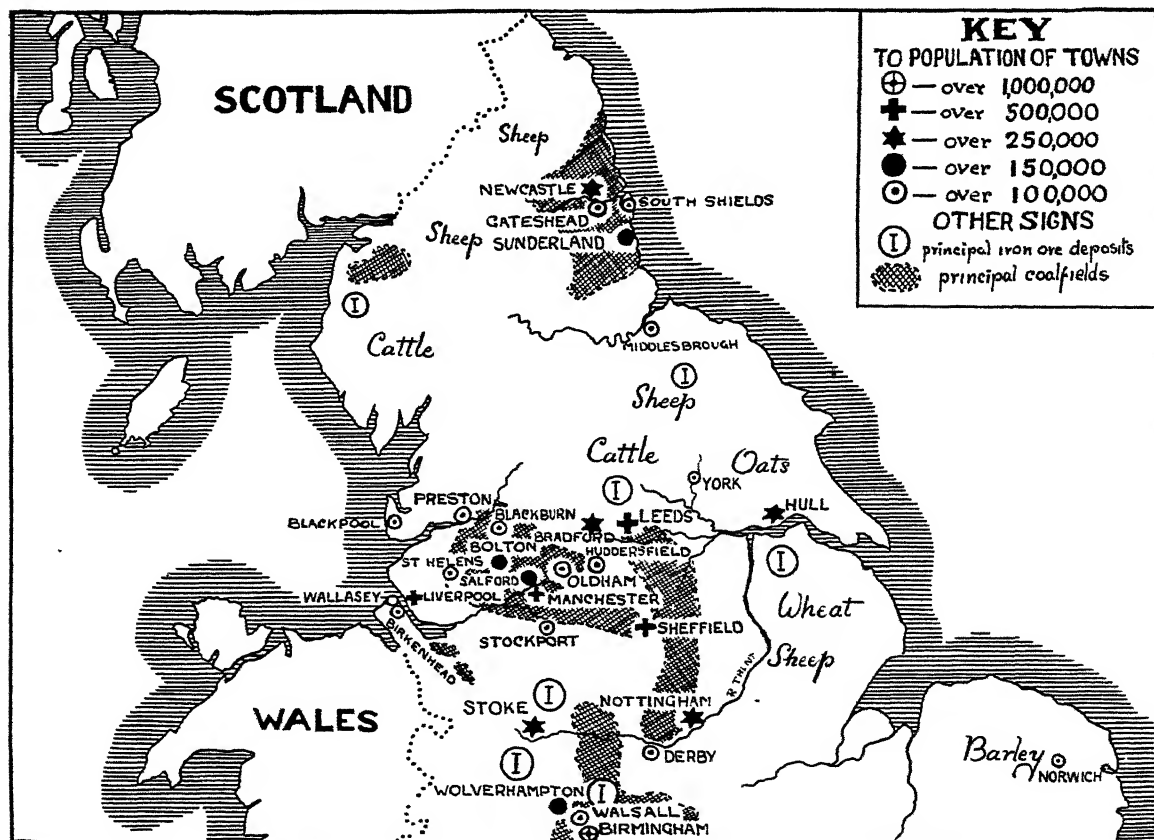 KEY
TO POPULATION OF TOWNS
over 1,000,000
over 500,000
over 250,000
over 150,000
over 100,000
OTHER SIGNS
I principal iron ore deposits
principal coalfields
SCOTLAND
Sheep
NEWCASTLE
SOUTH SHIELDS
GATESHEAD
Sheep
SUNDERLAND
I
Cattle
MIDDLESBROUGH
I
Sheep
Cattle
Oats
I
YORK
PRESTON
BLACKPOOL
BLACKBURN
LEEDS
HULL
BRADFORD
BOLTON
HUDDERSFIELD
I
ST HELENS
SALFORD
OLDHAM
WALLASEY
LIVERPOOL
MANCHESTER
Wheat
BIRKENHEAD
STOCKPORT
SHEFFIELD
Sheep
R TRENT
I
STOKE
NOTTINGHAM
WALES
DERBY
I
Barley
NORWICH
WOLVERHAMPTON
I
WALSALL
BIRMINGHAM